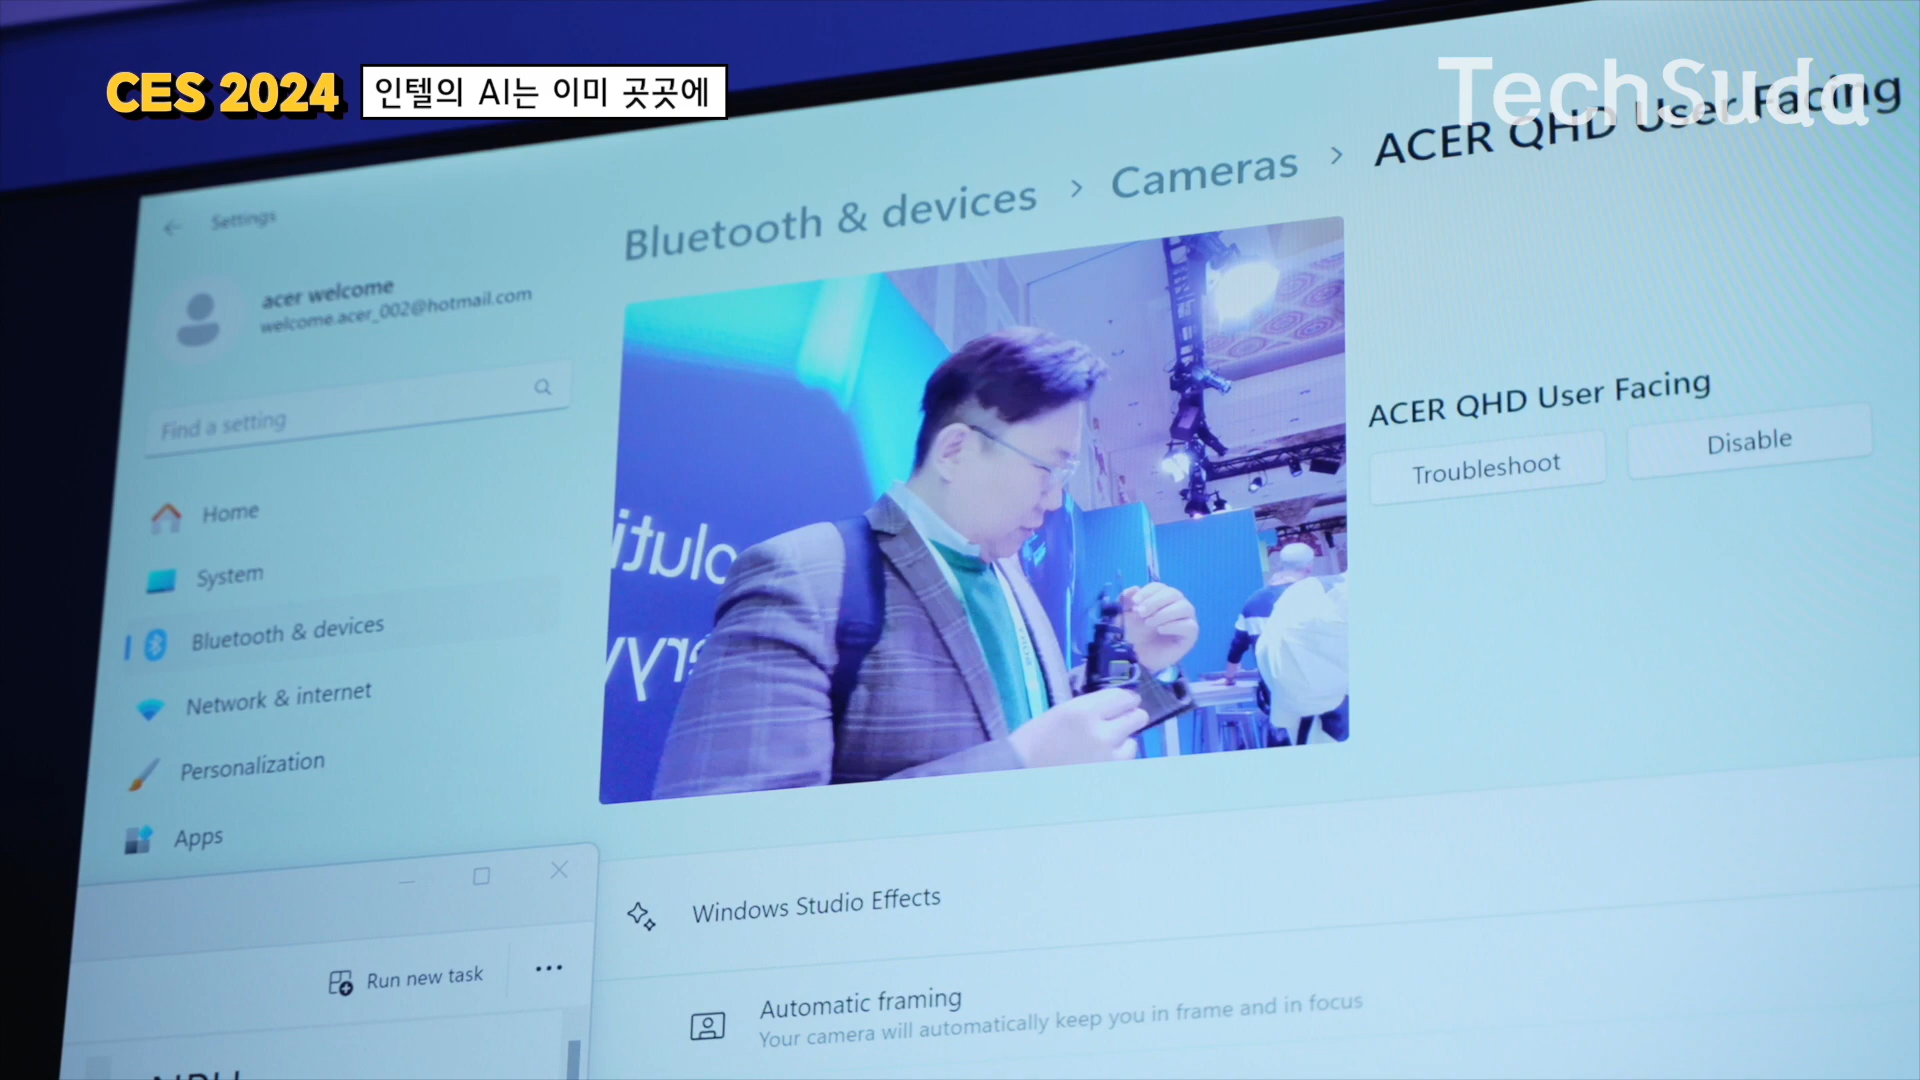 CES 2024
인텔의 AI는 이미 곳곳에
TechSuda
Settings
acer welcome
welcome.acer_002@hotmail.com
Find a setting
Home
System
Bluetooth & devices
Network & internet
Personalization
Apps
Bluetooth & devices > Cameras > ACER QHD User Facing
ACER QHD User Facing
Troubleshoot
Disable
Windows Studio Effects
Automatic framing
Your camera will automatically keep you in frame and in focus
Run new task
NPU